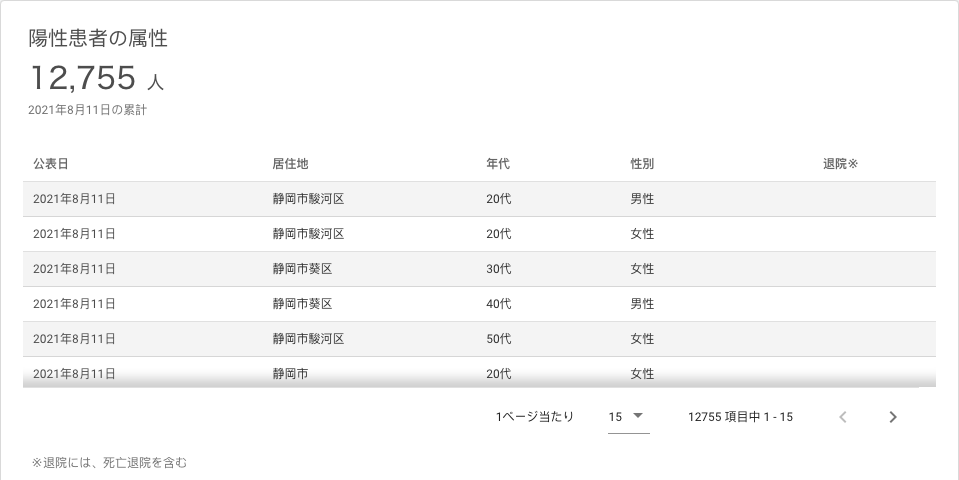 陽性患者の属性
12,755 人
2021年8月11日の累計
公表日 居住地 年代 性別 退院※
2021年8月11日 静岡市駿河区 20代 男性
2021年8月11日 静岡市駿河区 20代 女性
2021年8月11日 静岡市葵区 30代 女性
2021年8月11日 静岡市葵区 40代 男性
2021年8月11日 静岡市駿河区 50代 女性
2021年8月11日 静岡市 20代 女性
1ページ当たり 15 12755 項目中 1 - 15
※退院には、死亡退院を含む